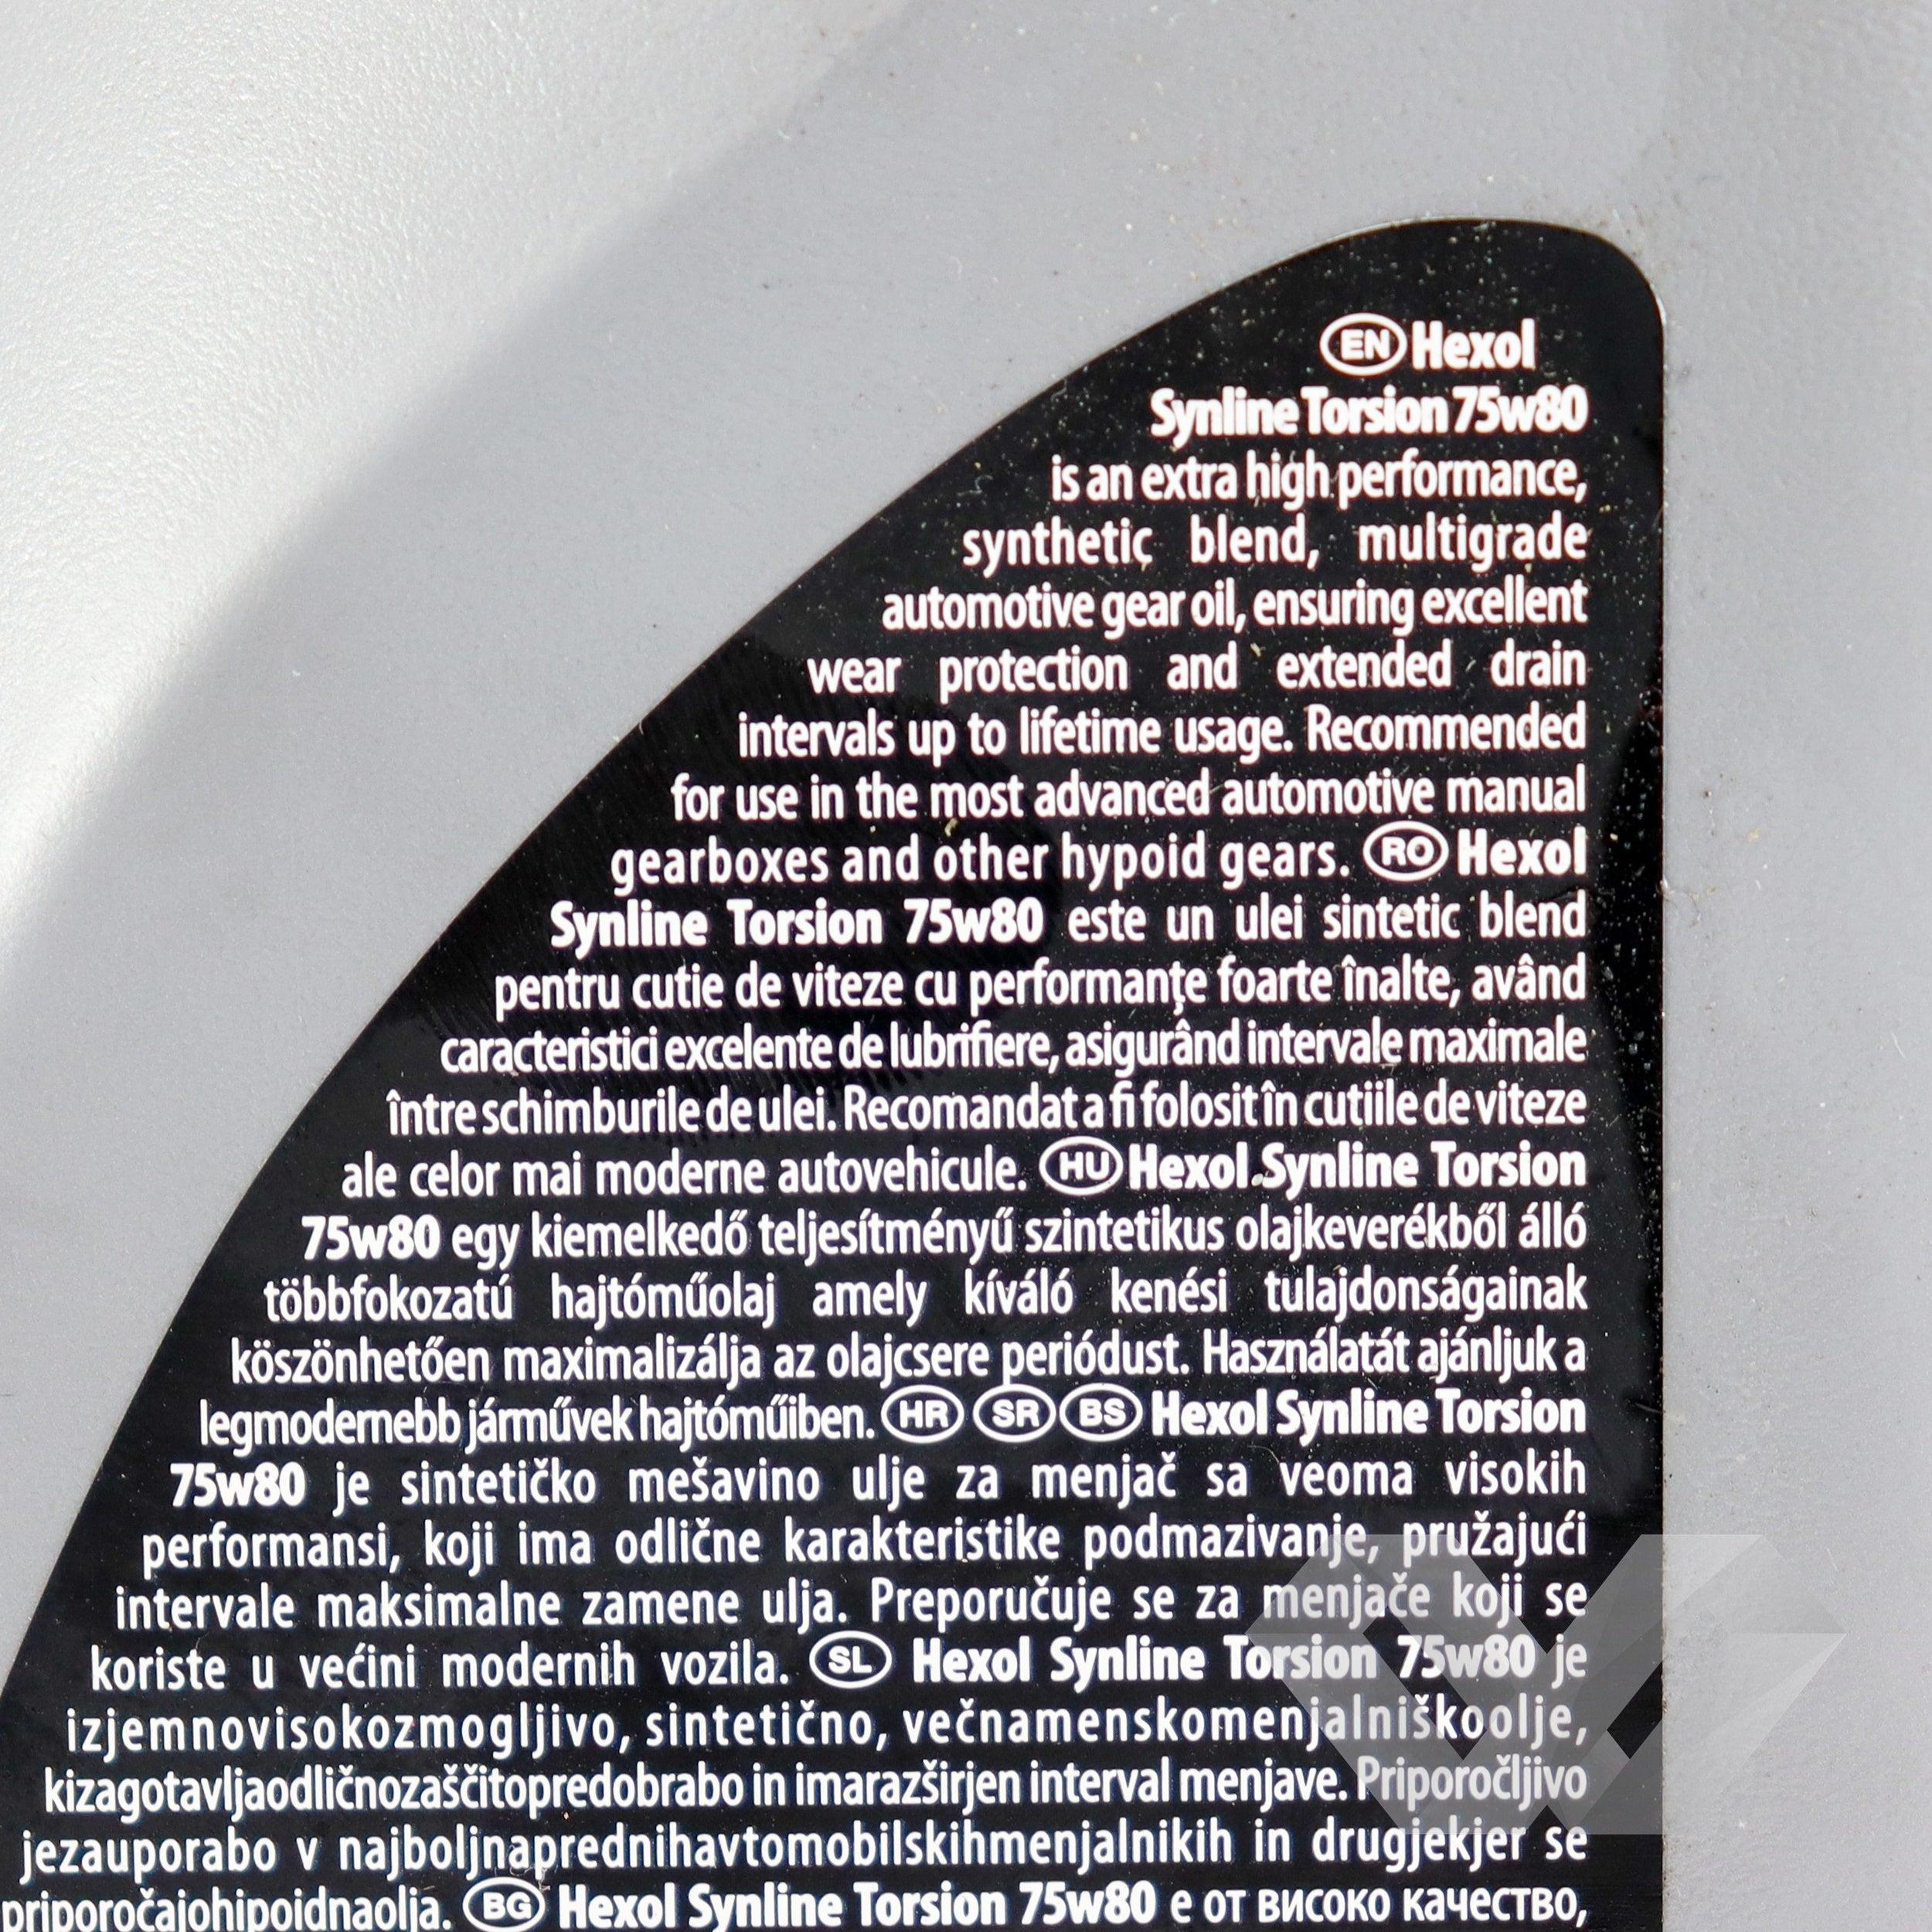 EN Hexol
Synline Torsion 75w80
is an extra high performance,
synthetic blend, multigrade
automotive gear oil, ensuring excellent
wear protection and extended drain
intervals up to lifetime usage. Recommended
for use in the most advanced automotive manual
gearboxes and other hypoid gears. RO Hexol
Synline Torsion 75w80 este un ulei sintetic blend
pentru cutie de viteze cu performanțe foarte înalte, având
caracteristici excelente de lubrifiere, asigurând intervale maximale
între schimburile de ulei. Recomandat a fi folosit în cutiile de viteze
ale celor mai moderne autovehicule. HU Hexol Synline Torsion
75w80 egy kiemelkedő teljesítményű szintetikus olajkeverékből álló
többfokozatú hajtóműolaj amely kíváló kenési tulajdonságainak
köszönhetően maximalizálja az olajcsere periódust. Használatát ajánljuk a
legmodernebb járművek hajtóműiben. HR SR BS Hexol Synline Torsion
75w80 je sintetičko mešavino ulje za menjač sa veoma visokih
performansi, koji ima odlične karakteristike podmazivanje, pružajući
intervale maksimalne zamene ulja. Preporučuje se za menjače koji se
koriste u većini modernih vozila. SL Hexol Synline Torsion 75w80 je
izjemnovisokozmogljivo, sintetično, večnamenskomenjalniškoolje,
kizagotavljaodličnozaščitopredobrabo in imarazširjen interval menjave. Priporočljivo
jezauporabo v najboljnaprednihavtomobilskihmenjalnikih in drugjekjer se
priporočajohipoidnaolja. BG Hexol Synline Torsion 75w80 е от високо качество,